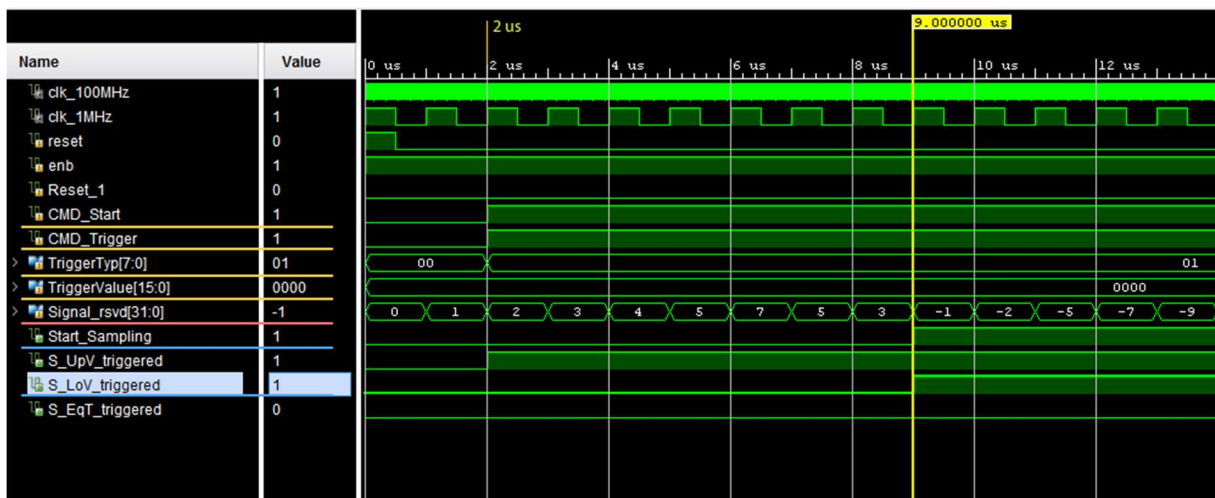 2 us
9.000000 us
Name Value
0 us 2 us 4 us 6 us 8 us 10 us 12 us
clk_100MHz 1
clk_1MHz 1
reset 0
enb 1
Reset_1 0
CMD_Start 1
CMD_Trigger 1
TriggerTyp[7:0] 01 00 01
TriggerValue[15:0] 0000 0000
Signal_rsvd[31:0] -1 0 1 2 3 4 5 7 5 3 -1 -2 -5 -7 -9
Start_Sampling 1
S_UpV_triggered 1
S_LoV_triggered 1
S_EqT_triggered 0